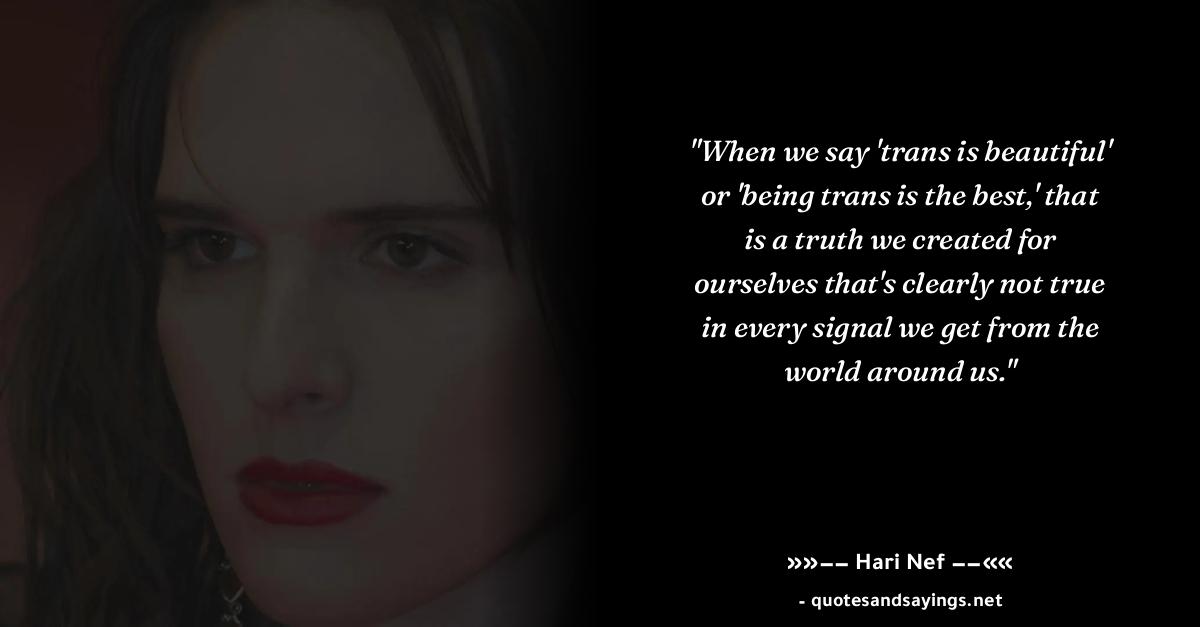 "When we say 'trans is beautiful'
or 'being trans is the best,' that
is a truth we created for
ourselves that's clearly not true
in every signal we get from the
world around us."
»»−− Hari Nef −−««
- quotesandsayings.net